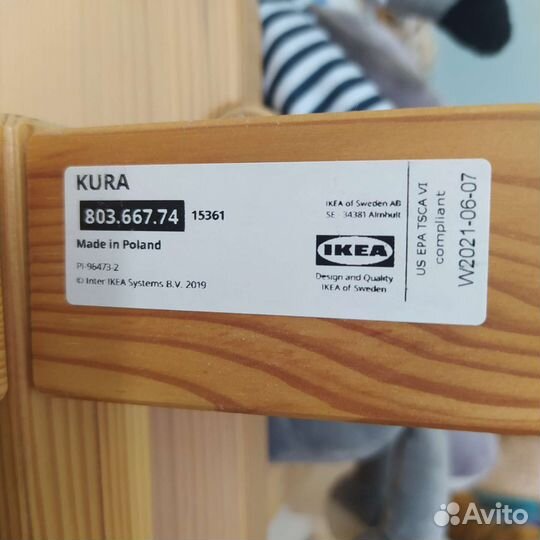 KURA
803.667.74 15361
Made in Poland
PI-96473-2
© Inter IKEA Systems B.V. 2019
IKEA of Sweden AB
SE - 34381 Älmhult
IKEA
Design and Quality
IKEA of Sweden
US EPA TSCA VI
compliant
W2021-06-07
Avito